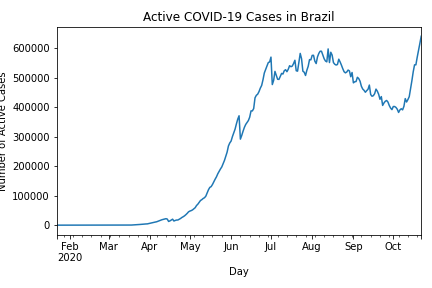 Active COVID-19 Cases in Brazil
600000
500000
400000
300000
200000
100000
0
Number of Active Cases
Feb Mar Apr May Jun Jul Aug Sep Oct
2020
Day